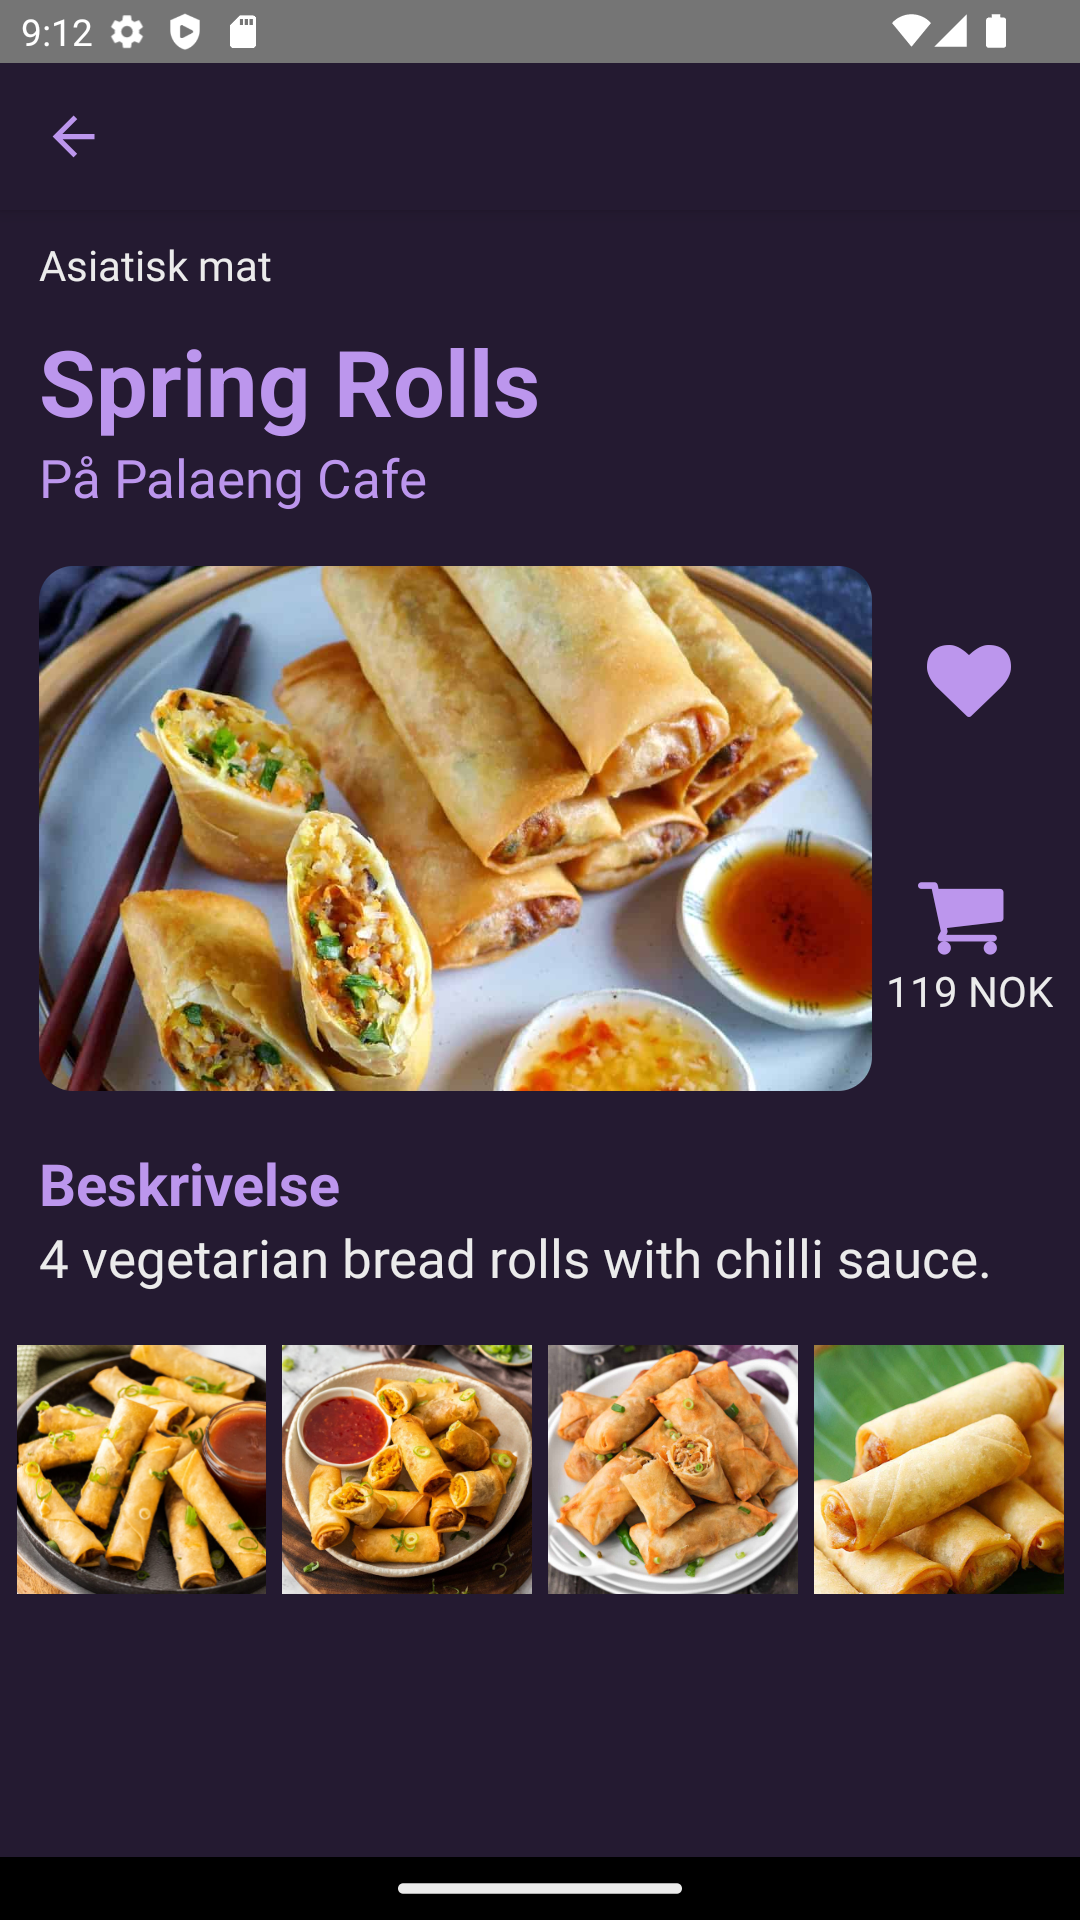 9:12
Asiatisk mat
Spring Rolls
På Palaeng Cafe
119 NOK
Beskrivelse
4 vegetarian bread rolls with chilli sauce.